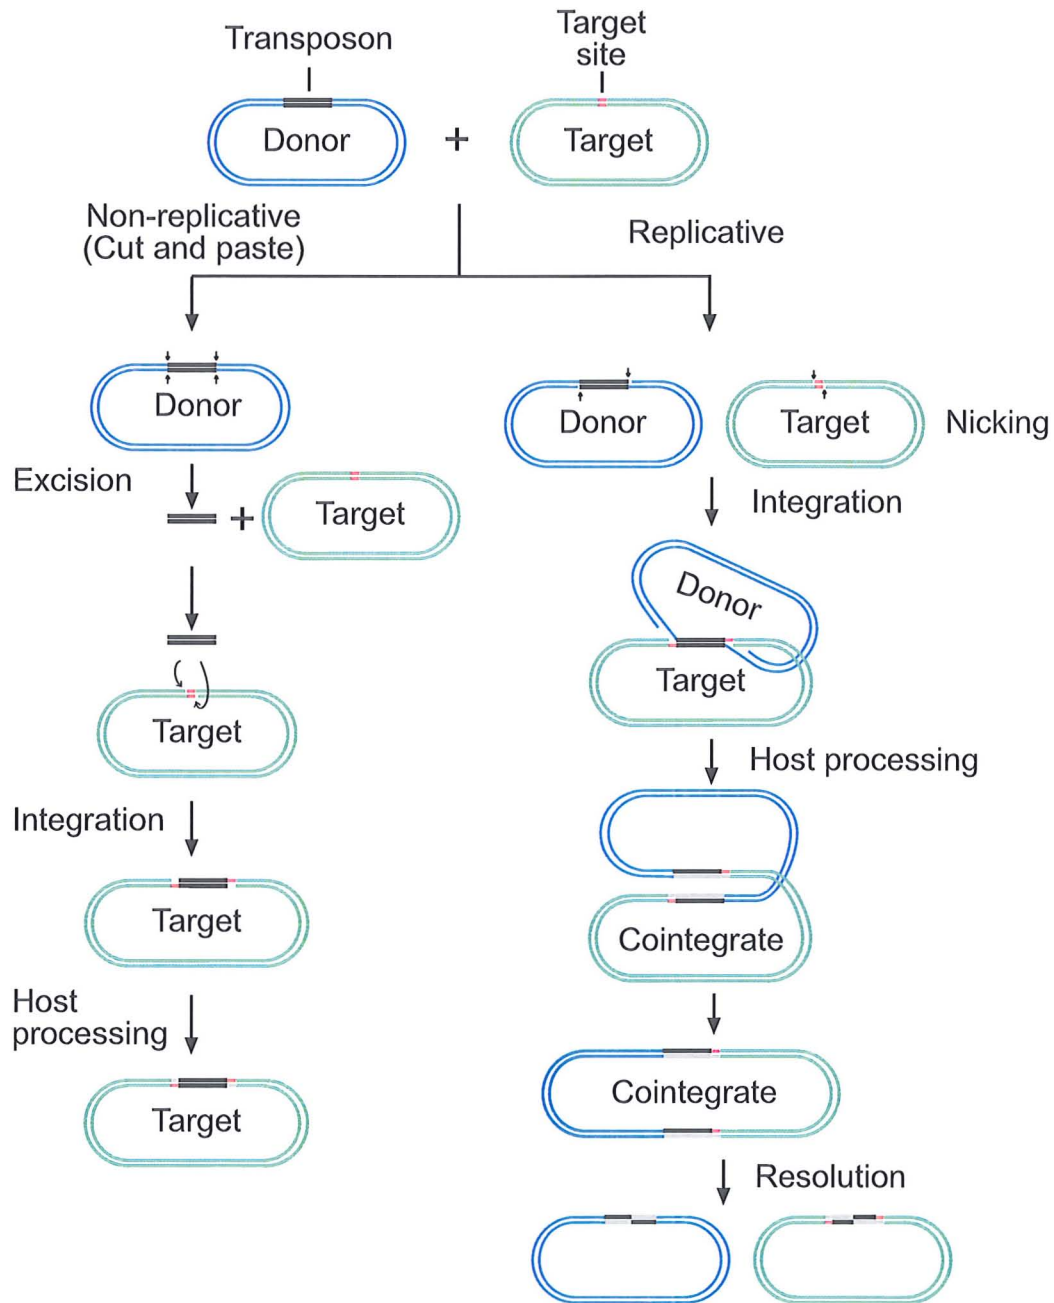 Transposon
Target
site
Donor
+
Target
Non-replicative
(Cut and paste)
Replicative
Donor
Donor
Target
Nicking
Excision
+
Target
Integration
Donor
Target
Target
Host processing
Integration
Target
Cointegrate
Host
processing
Target
Cointegrate
Resolution